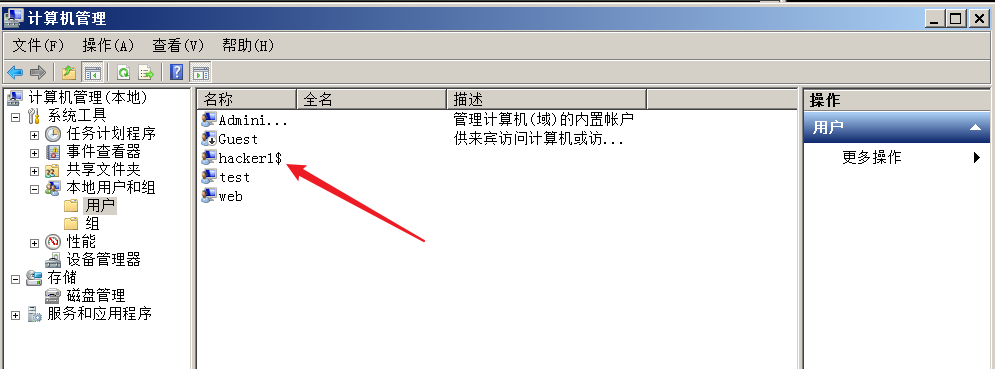 计算机管理
文件(F) 操作(A) 查看(V) 帮助(H)
计算机管理(本地)
系统工具
任务计划程序
事件查看器
共享文件夹
本地用户和组
用户
组
性能
设备管理器
存储
磁盘管理
服务和应用程序
名称 全名 描述
Admini... 管理计算机(域)的内置帐户
Guest 供来宾访问计算机或访...
hacker1$
test
web
操作
用户
更多操作